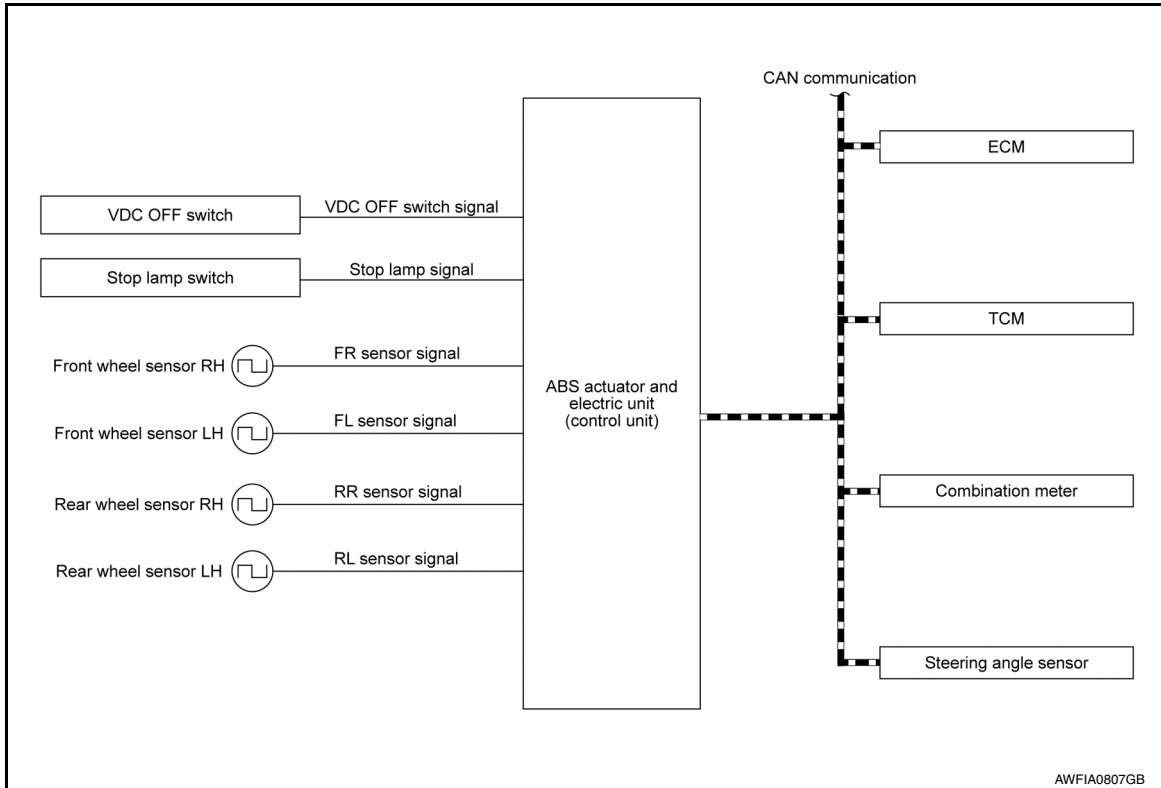 CAN communication
ECM
VDC OFF switch
VDC OFF switch signal
Stop lamp switch
Stop lamp signal
TCM
Front wheel sensor RH
FR sensor signal
ABS actuator and
electric unit
(control unit)
Front wheel sensor LH
FL sensor signal
Rear wheel sensor RH
RR sensor signal
Combination meter
Rear wheel sensor LH
RL sensor signal
Steering angle sensor
AWFIA0807GB